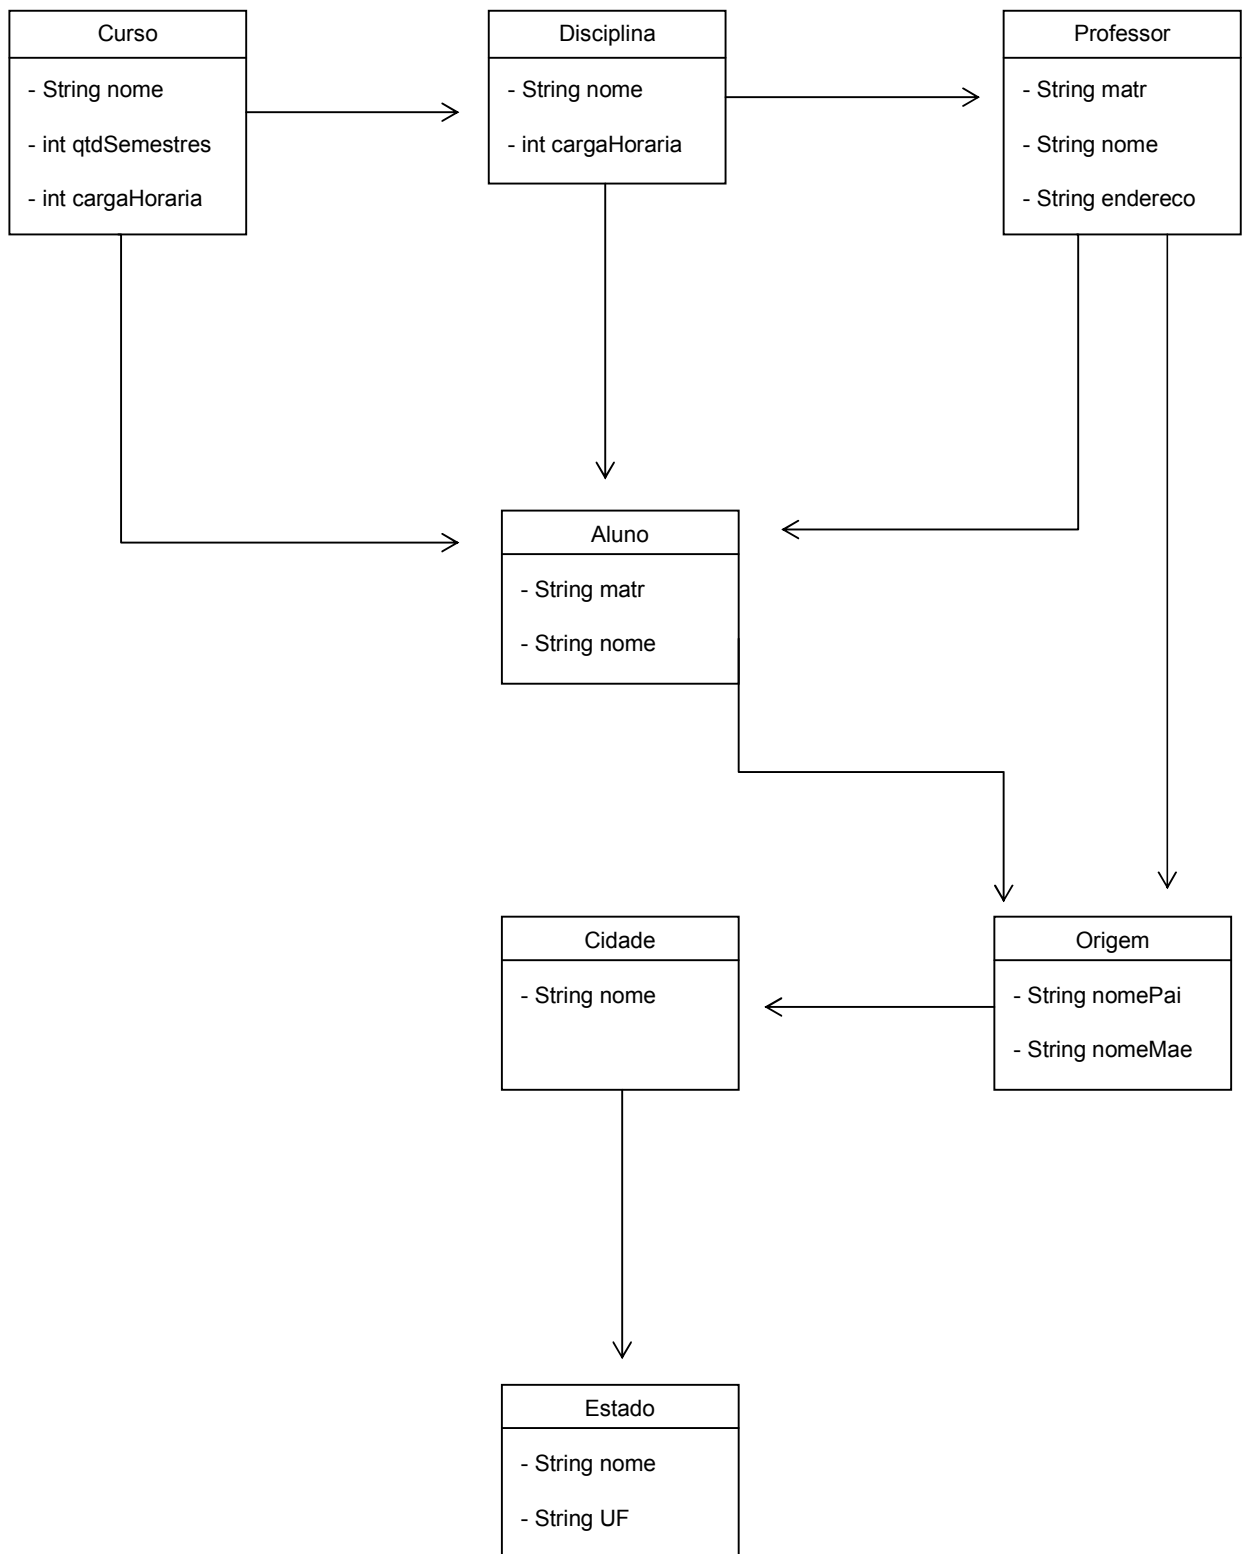 Curso
- String nome
- int qtdSemestres
- int cargaHoraria
Disciplina
- String nome
- int cargaHoraria
Professor
- String matr
- String nome
- String endereco
Aluno
- String matr
- String nome
Cidade
- String nome
Origem
- String nomePai
- String nomeMae
Estado
- String nome
- String UF